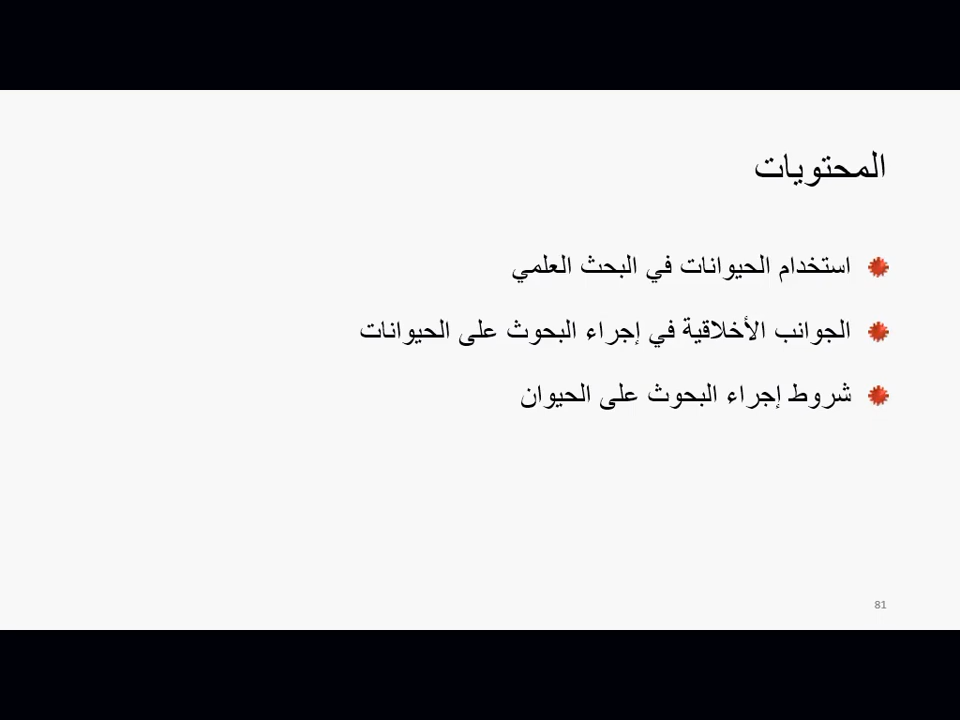 المحتويات
استخدام الحيوانات في البحث العلمي
الجوانب الأخلاقية في إجراء البحوث على الحيوانات
شروط إجراء البحوث على الحيوان
81